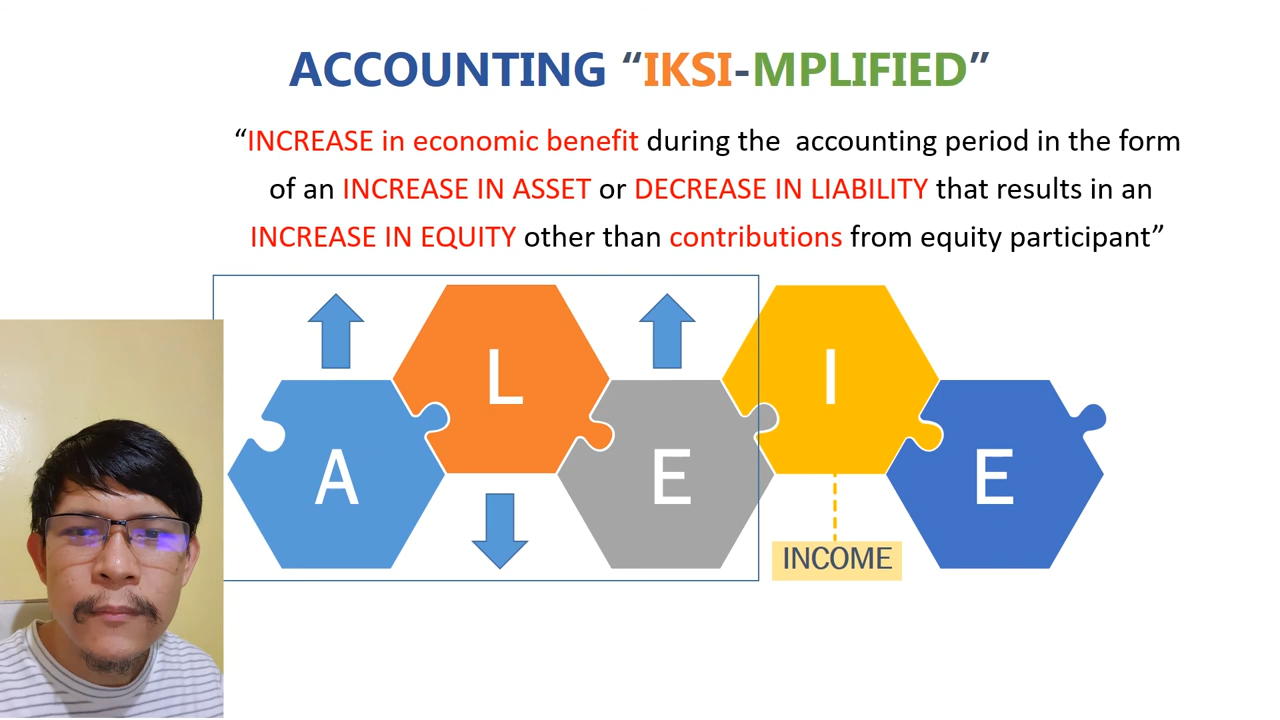 ACCOUNTING “IKSI-MPLIFIED”
“INCREASE in economic benefit during the accounting period in the form
of an INCREASE IN ASSET or DECREASE IN LIABILITY that results in an
INCREASE IN EQUITY other than contributions from equity participant”
A
L
E
I
E
INCOME